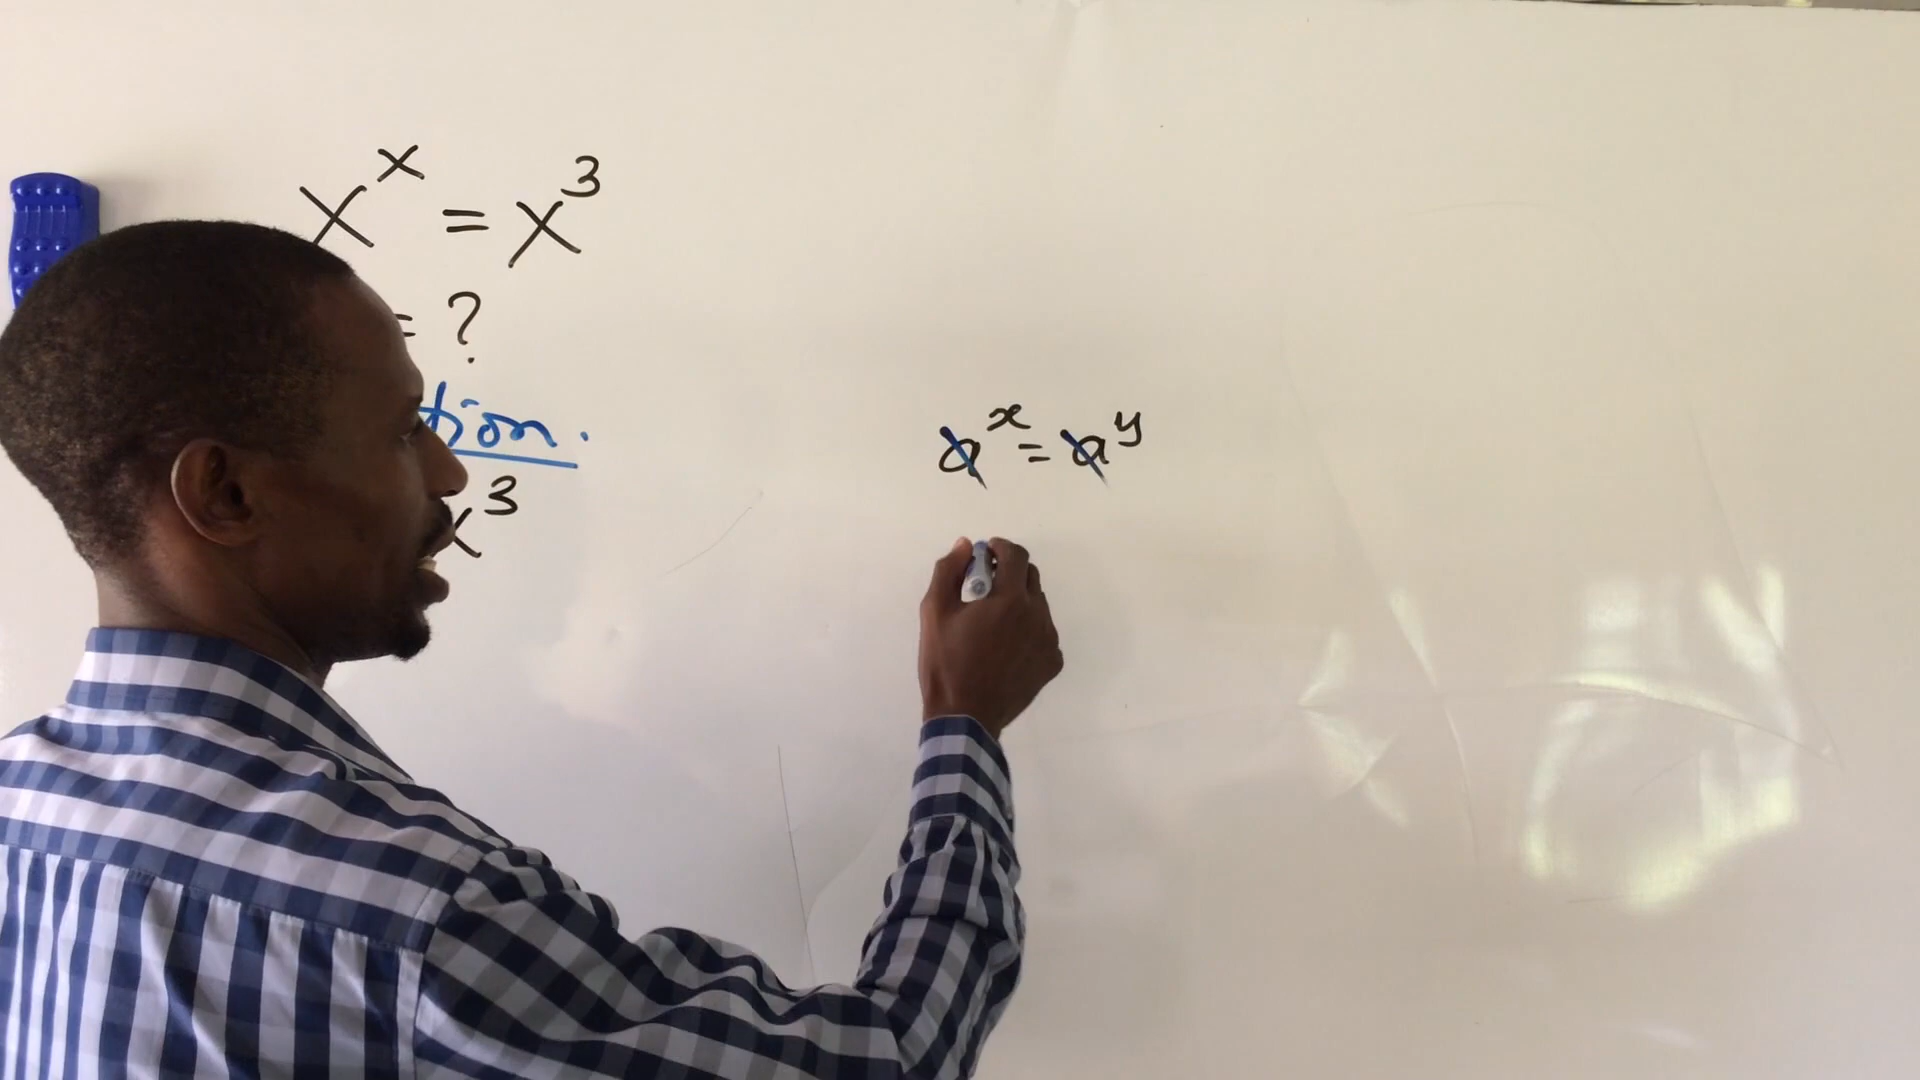 x^x = x^3
= ?
tion.
x^3
a^x = a^y